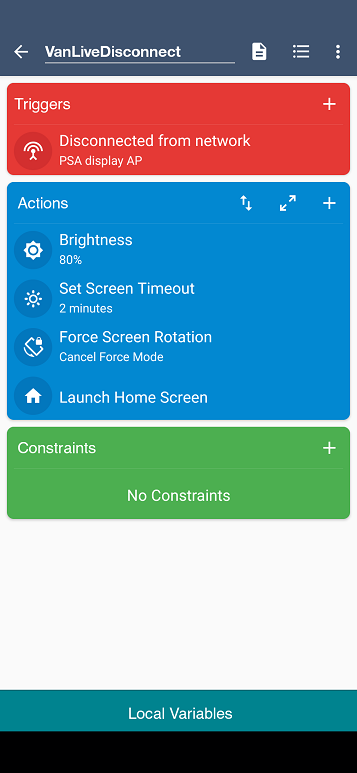 VanLiveDisconnect
Triggers
Disconnected from network
PSA display AP
Actions
Brightness
80%
Set Screen Timeout
2 minutes
Force Screen Rotation
Cancel Force Mode
Launch Home Screen
Constraints
No Constraints
Local Variables